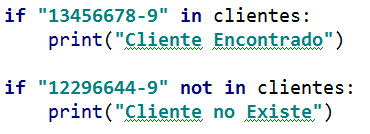 if "13456678-9" in clientes:
    print("Cliente Encontrado")
if "12296644-9" not in clientes:
    print("Cliente no Existe")